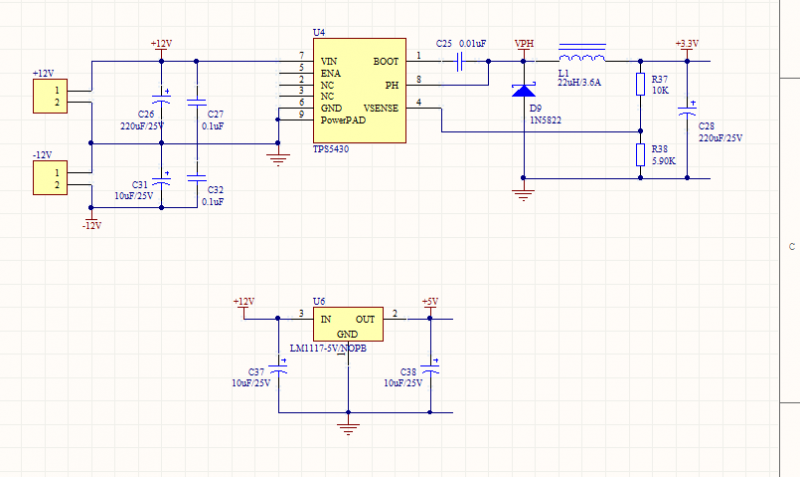 U4
C25 0.01uF
VPH
+12V
+3.3V
7 VIN BOOT 1
5 ENA
2 NC PH 8
3 NC
6 GND VSENSE 4
9 PowerPAD
TPS5430
L1
22uH/3.6A
R37
10K
+12V
1
2
C26
220uF/25V
C27
0.1uF
D9
1N5822
C28
220uF/25V
R38
5.90K
-12V
1
2
C31
10uF/25V
C32
0.1uF
-12V
C
+12V
U6
+5V
3 IN OUT 2
GND
LM1117-5V/NOPB
1
C37
10uF/25V
C38
10uF/25V